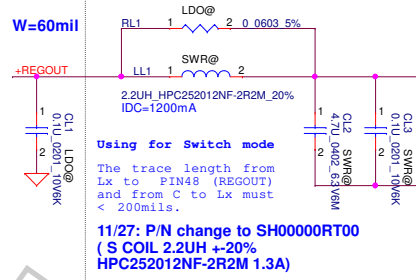 LDO@
RL1 1 2 0_0603_5%
W=60mil
SWR@
+REGOUT LL1 1 2
2.2UH_HPC252012NF-2R2M_20%
IDC=1200mA
1 2 CL1 0.1U_0201_10V6K LDO@
1 2 CL2 4.7U_0402_6.3V6M SWR@
1 2 CL3 0.1U_0201_10V6K SWR@
Using for Switch mode
The trace length from
Lx to PIN48 (REGOUT)
and from C to Lx must
< 200mils.
11/27: P/N change to SH00000RT00
( S COIL 2.2UH +-20%
HPC252012NF-2R2M 1.3A)